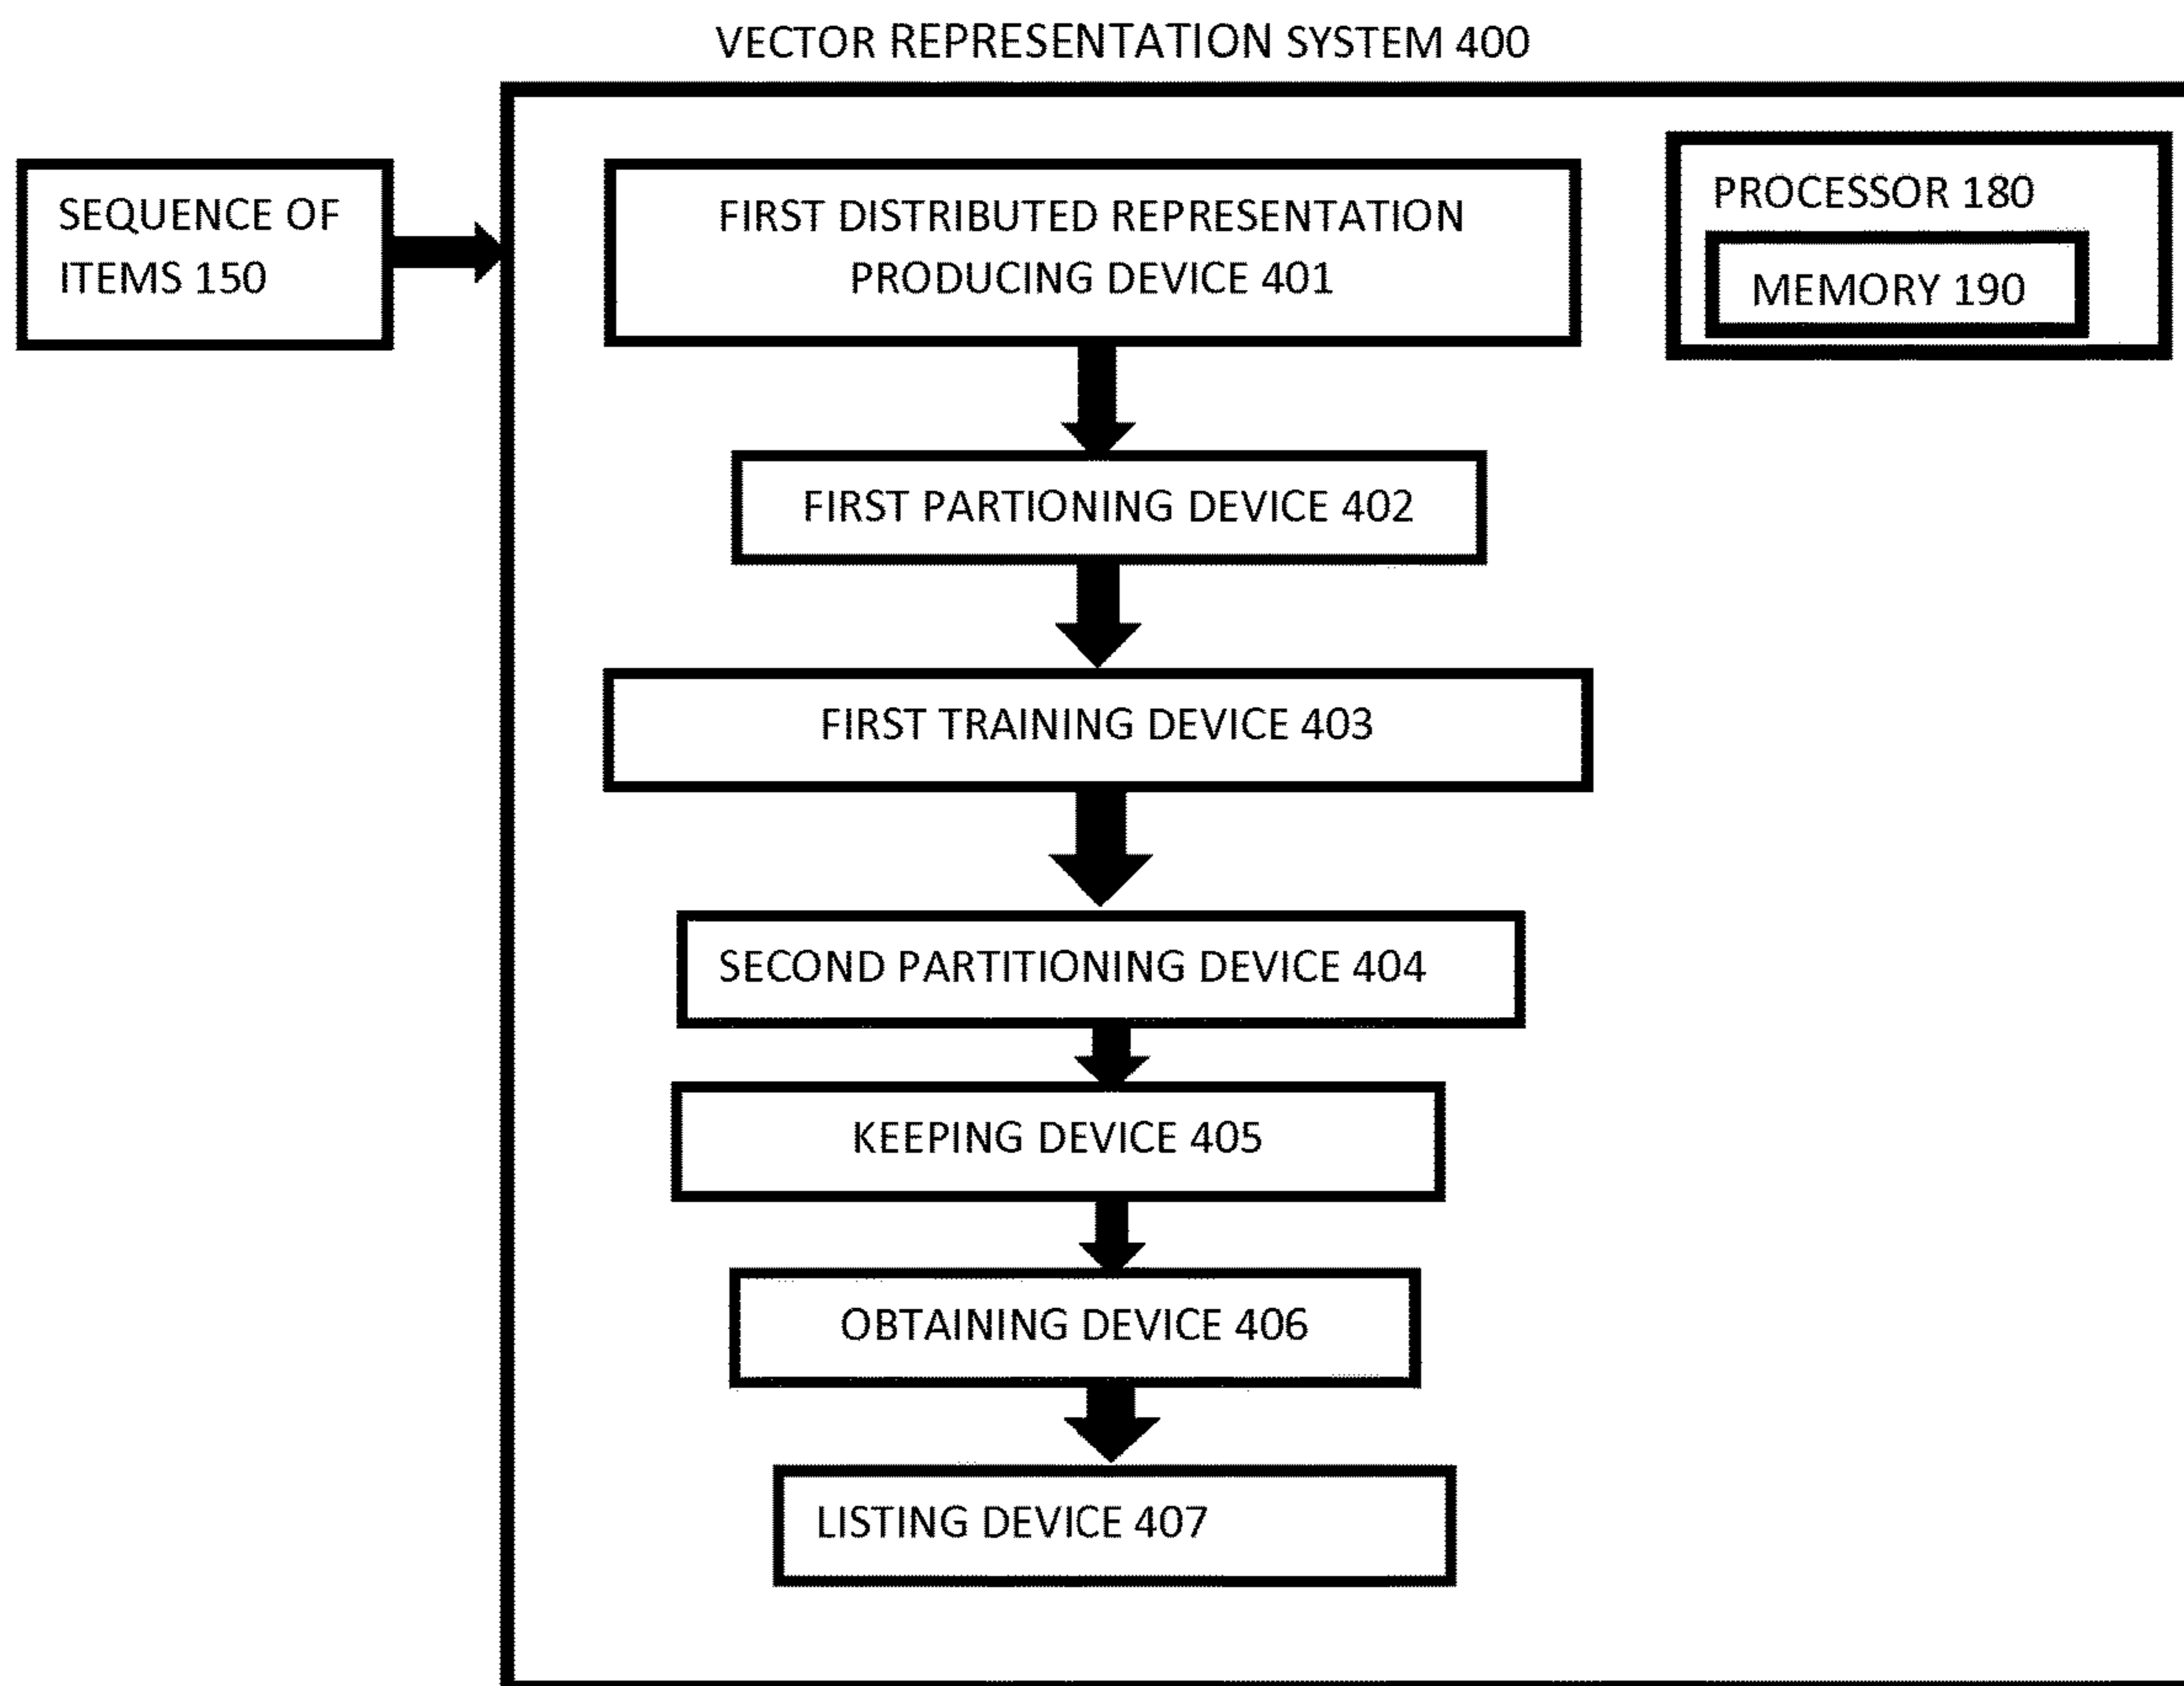 VECTOR REPRESENTATION SYSTEM 400
SEQUENCE OF
ITEMS 150
FIRST DISTRIBUTED REPRESENTATION
PRODUCING DEVICE 401
PROCESSOR 180
MEMORY 190
FIRST PARTIONING DEVICE 402
FIRST TRAINING DEVICE 403
SECOND PARTITIONING DEVICE 404
KEEPING DEVICE 405
OBTAINING DEVICE 406
LISTING DEVICE 407